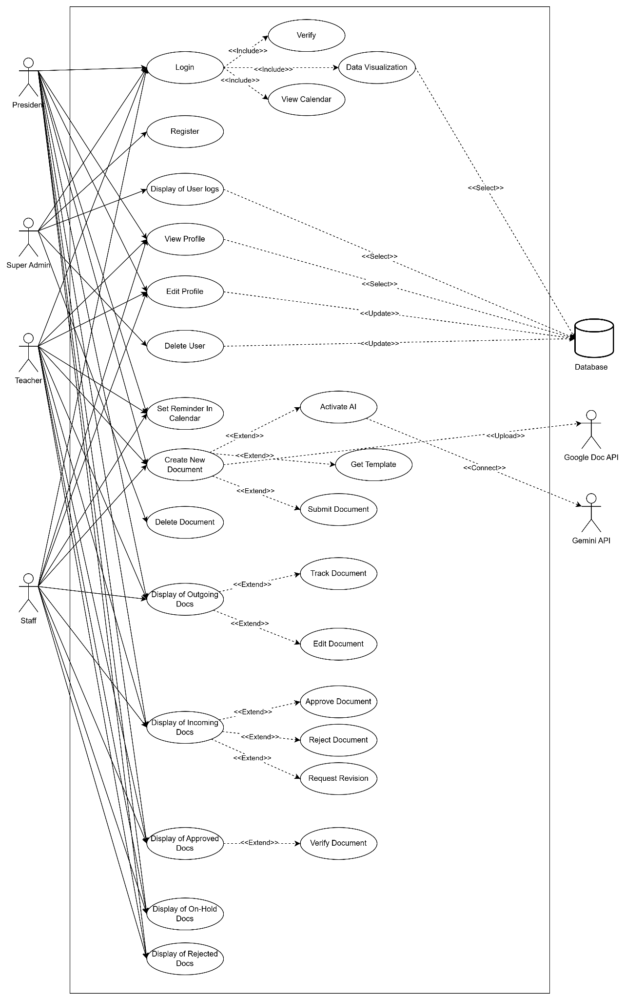 Verify
<<Include>>
Login
<<Include>>
Data Visualization
<<Include>>
View Calendar
President
Register
Display of User logs
<<Select>>
View Profile
<<Select>>
<<Select>>
Super Admin
Edit Profile
<<Update>>
Delete User
<<Update>>
Database
Teacher
Set Reminder In
Calendar
Activate AI
<<Extend>>
<<Upload>>
Google Doc API
Create New
Document
<<Extend>>
Get Template
<<Connect>>
<<Extend>>
Submit Document
Delete Document
Gemini API
Track Document
<<Extend>>
Display of Outgoing
Docs
Staff
<<Extend>>
Edit Document
Approve Document
<<Extend>>
Display of Incoming
Docs
<<Extend>>
Reject Document
<<Extend>>
Request Revision
Display of Approved
Docs
<<Extend>>
Verify Document
Display of On-Hold
Docs
Display of Rejected
Docs